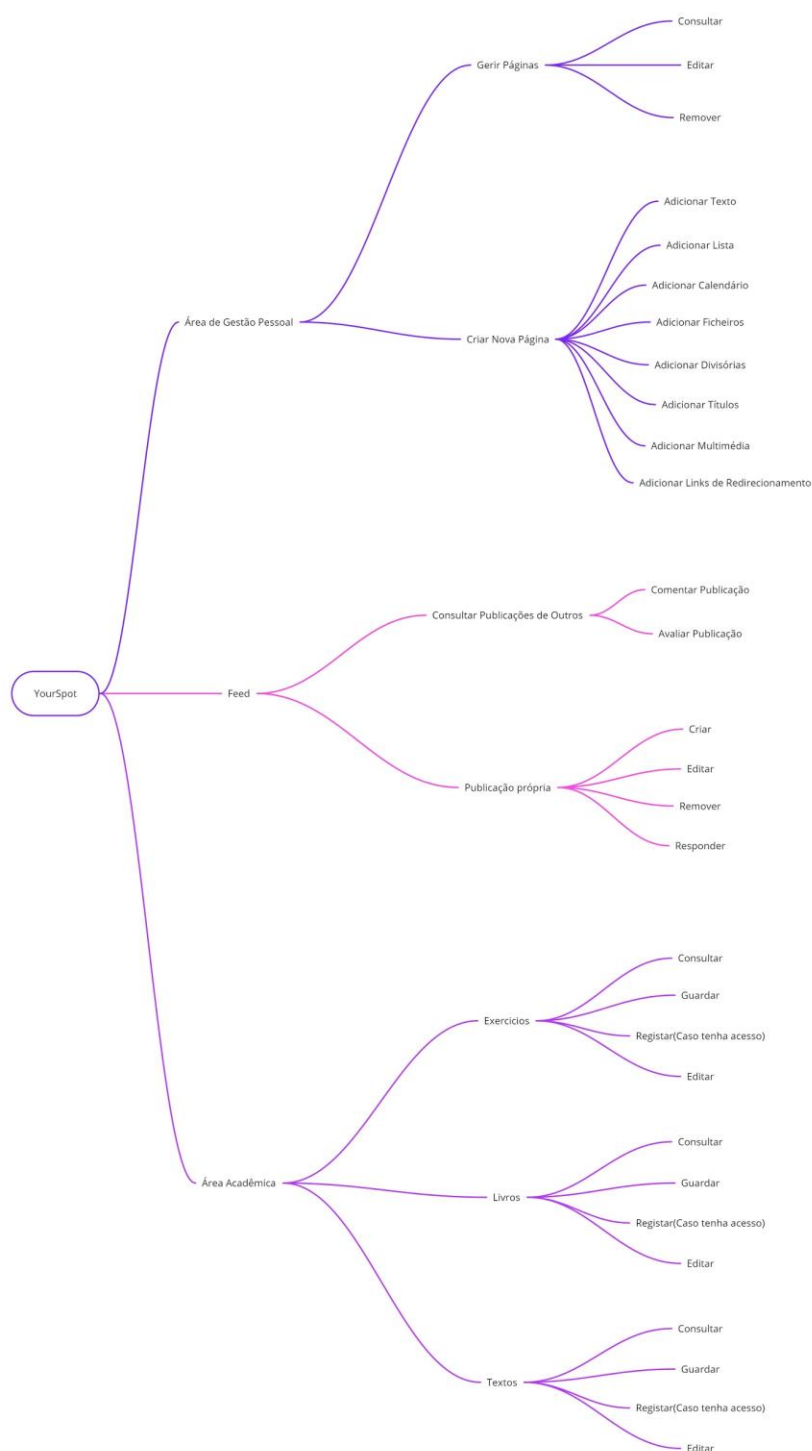 YourSpot
Área de Gestão Pessoal
Gerir Páginas
Consultar
Editar
Remover
Criar Nova Página
Adicionar Texto
Adicionar Lista
Adicionar Calendário
Adicionar Ficheiros
Adicionar Divisórias
Adicionar Títulos
Adicionar Multimédia
Adicionar Links de Redirecionamento
Feed
Consultar Publicações de Outros
Comentar Publicação
Avaliar Publicação
Publicação própria
Criar
Editar
Remover
Responder
Área Acadêmica
Exercicios
Consultar
Guardar
Registar(Caso tenha acesso)
Editar
Livros
Consultar
Guardar
Registar(Caso tenha acesso)
Editar
Textos
Consultar
Guardar
Registar(Caso tenha acesso)
Editar